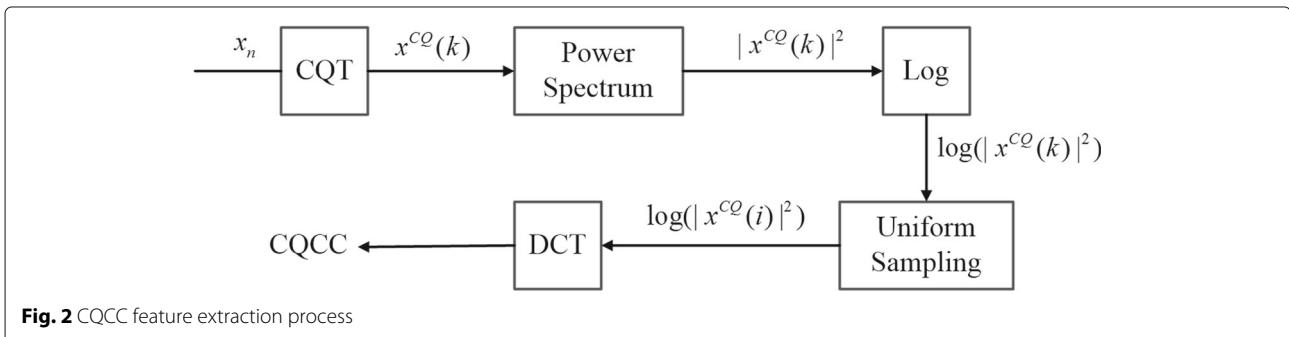 x_n
CQT
x^{CQ}(k)
Power
Spectrum
| x^{CQ}(k) |^2
Log
log(| x^{CQ}(k) |^2)
Uniform
Sampling
log(| x^{CQ}(i) |^2)
DCT
CQCC
Fig. 2 CQCC feature extraction process